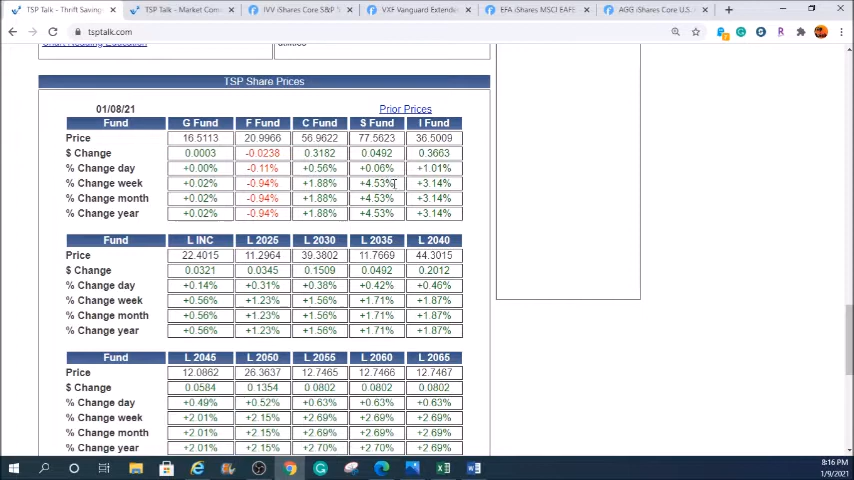 TSP Talk - Thrift Saving
TSP Talk - Market Com
IVV iShares Core S&P 5
VXF Vanguard Extende
EFA iShares MSCI EAFE
AGG iShares Core U.S.
tsptalk.com
Chart Reading Education
utilities
TSP Share Prices
01/08/21 Prior Prices
Fund G Fund F Fund C Fund S Fund I Fund
Price 16.5113 20.9966 56.9622 77.5623 36.5009
$ Change 0.0003 -0.0238 0.3182 0.0492 0.3663
% Change day +0.00% -0.11% +0.56% +0.06% +1.01%
% Change week +0.02% -0.94% +1.88% +4.53% +3.14%
% Change month +0.02% -0.94% +1.88% +4.53% +3.14%
% Change year +0.02% -0.94% +1.88% +4.53% +3.14%
Fund L INC L 2025 L 2030 L 2035 L 2040
Price 22.4015 11.2964 39.3802 11.7669 44.3015
$ Change 0.0321 0.0345 0.1509 0.0492 0.2012
% Change day +0.14% +0.31% +0.38% +0.42% +0.46%
% Change week +0.56% +1.23% +1.56% +1.71% +1.87%
% Change month +0.56% +1.23% +1.56% +1.71% +1.87%
% Change year +0.56% +1.23% +1.56% +1.71% +1.87%
Fund L 2045 L 2050 L 2055 L 2060 L 2065
Price 12.0862 26.3637 12.7465 12.7466 12.7467
$ Change 0.0584 0.1354 0.0802 0.0802 0.0802
% Change day +0.49% +0.52% +0.63% +0.63% +0.63%
% Change week +2.01% +2.15% +2.69% +2.69% +2.69%
% Change month +2.01% +2.15% +2.69% +2.69% +2.69%
% Change year +2.01% +2.15% +2.70% +2.69% +2.69%
8:16 PM
1/9/2021